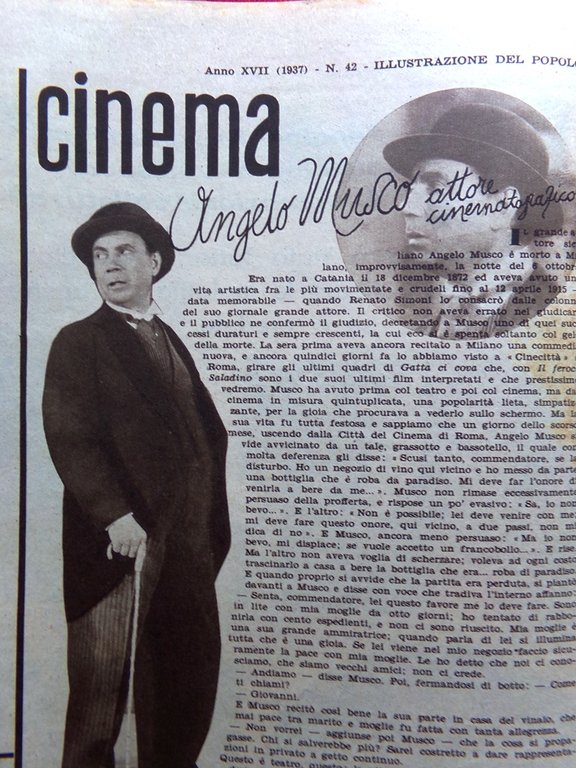 Anno XVII (1937) - N. 42 - ILLUSTRAZIONE DEL POPOLO
cinema
Angelo Musco attore
cinematografico
IL grande a
tore sic
liano Angelo Musco è morto a Mi
lano, improvvisamente, la notte del 6 ottobr
Era nato a Catania il 18 dicembre 1872 ed aveva avuto un
vita artistica fra le più movimentate e crudeli fino al 12 aprile 1915 —
data memorabile — quando Renato Simoni lo consacrò dalle colonn
del suo giornale grande attore. Il critico non aveva errato nel giudicar
e il pubblico ne confermò il giudizio, decretando a Musco uno di quei suc
cessi duraturi e sempre crescenti, la cui eco si è spenta soltanto col gel
della morte. La sera prima aveva ancora recitato a Milano una commedi
nuova, e ancora quindici giorni fa lo abbiamo visto a « Cinecittà »
Roma, girare gli ultimi quadri di Gatta ci cova che, con Il feroc
Saladino sono i due suoi ultimi film interpretati e che prestissim
vedremo. Musco ha avuto prima col teatro e poi col cinema, ma da
cinema in misura quintuplicata, una popolarità lieta, simpatiz-
zante, per la gioia che procurava a vederlo sullo schermo. Ma l
sua vita fu tutta festosa e sappiamo che un giorno dello scors
mese, uscendo dalla Città del Cinema di Roma, Angelo Musco s
vide avvicinato da un tale, grassotto e bassotello, il quale con
molta deferenza gli disse: « Scusi tanto, commendatore, se la
disturbo. Ho un negozio di vino qui vicino e ho messo da parte
una bottiglia che è roba da paradiso. Mi deve far l'onore di
venirla a bere da me... ». Musco non rimase eccessivamente
persuaso della profferta, e rispose un po' evasivo: « Sa, io non
bevo... ». E l'altro: « Non è possibile; lei deve venire con me,
mi deve fare questo onore, qui vicino, a due passi, non mi
dica di no ». E Musco, ancora meno persuaso: « Ma io non
bevo, mi dispiace; se vuole accetto un francobollo... ». E rise.
Ma l'altro non aveva voglia di scherzare; voleva ad ogni costo
trascinarlo a casa a bere la bottiglia che era... roba di paradiso.
E quando proprio si avvide che la partita era perduta, si piantò
davanti a Musco e disse con voce che tradiva l'interno affanno:
— Senta, commendatore, lei questo favore me lo deve fare. Sono
in lite con mia moglie da otto giorni; ho tentato di rabbo-
nirla con cento espedienti, e non ci sono riuscito. Mia moglie è
una sua grande ammiratrice; quando parla di lei si illumina
tutta che è una gioia. Se lei viene nel mio negozio faccio sicu-
ramente la pace con mia moglie. Le ho detto che noi ci cono-
sciamo, che siamo vecchi amici; non ci crede.
— Andiamo — disse Musco. Poi, fermandosi di botto: — Come
ti chiami?
— Giovanni.
E Musco recitò così bene la sua parte in casa del vinaio, che
mai pace tra marito e moglie fu fatta con tanta allegrezza.
— Non vorrei — aggiunse poi Musco — che la cosa si propa-
gasse. Chi si salverebbe più? Sarei costretto a dare rappresenta-
zioni in privato a getto continuo.
Questo è teatro, questo